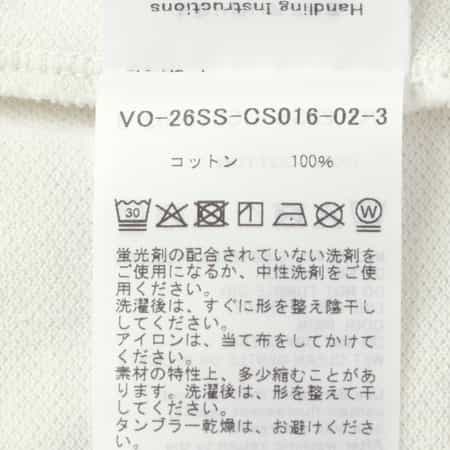 Handling Instructions
VO-26SS-CS016-02-3
コットン 100%
30
W
蛍光剤の配合されていない洗剤を
ご使用になるか、中性洗剤をご使
用ください。
洗濯後は、すぐに形を整え陰干し
してください。
アイロンは、当て布をしてかけて
ください。
素材の特性上、多少縮むことがあ
ります。洗濯後は、形を整えて干
してください。
タンブラー乾燥は、お避けくださ
い。